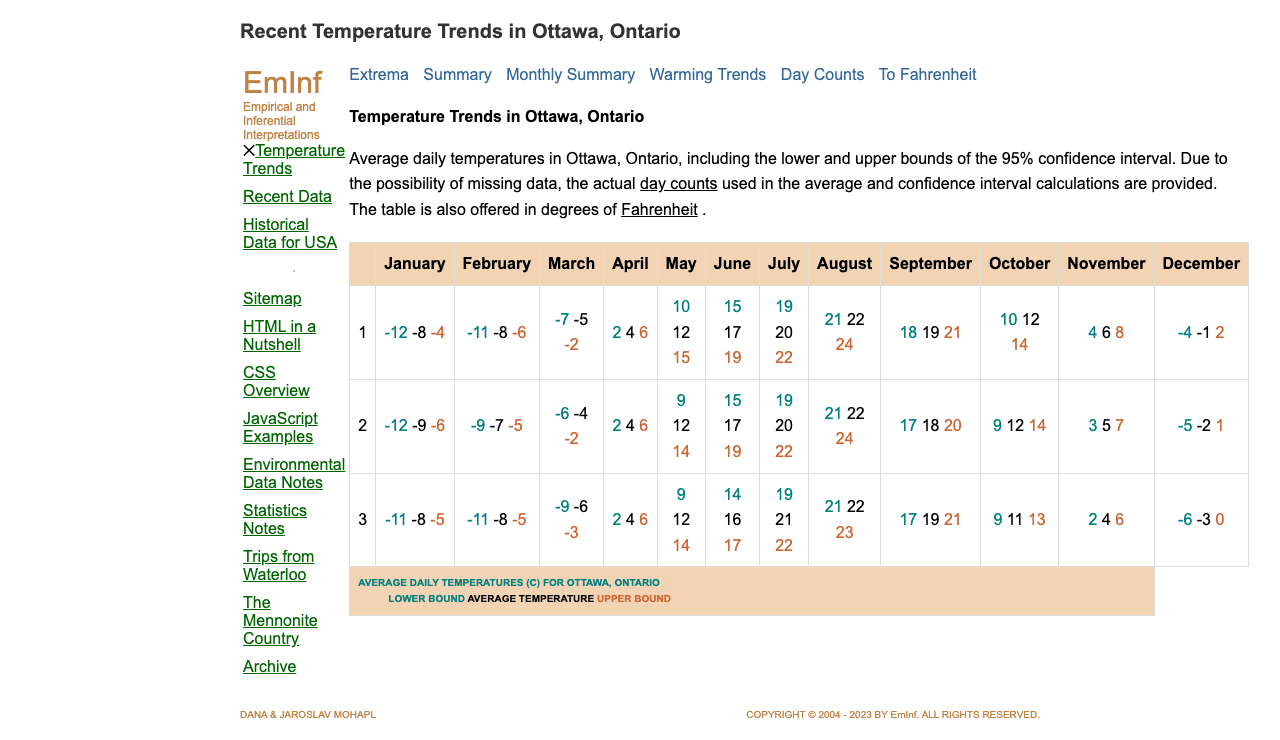 Recent Temperature Trends in Ottawa, Ontario
EmInf
Empirical and
Inferential
Interpretations
Temperature
Trends
Recent Data
Historical
Data for USA
.
Sitemap
HTML in a
Nutshell
CSS
Overview
JavaScript
Examples
Environmental
Data Notes
Statistics
Notes
Trips from
Waterloo
The
Mennonite
Country
Archive
Extrema Summary Monthly Summary Warming Trends Day Counts To Fahrenheit
Temperature Trends in Ottawa, Ontario
Average daily temperatures in Ottawa, Ontario, including the lower and upper bounds of the 95% confidence interval. Due to
the possibility of missing data, the actual day counts used in the average and confidence interval calculations are provided.
The table is also offered in degrees of Fahrenheit .
January February March April May June July August September October November December
1 -12 -8 -4 -11 -8 -6 -7 -5 -2 2 4 6 10 12 15 15 17 19 19 20 22 21 22 24 18 19 21 10 12 14 4 6 8 -4 -1 2
2 -12 -9 -6 -9 -7 -5 -6 -4 -2 2 4 6 9 12 14 15 17 19 19 20 22 21 22 24 17 18 20 9 12 14 3 5 7 -5 -2 1
3 -11 -8 -5 -11 -8 -5 -9 -6 -3 2 4 6 9 12 14 14 16 17 19 21 22 21 22 23 17 19 21 9 11 13 2 4 6 -6 -3 0
AVERAGE DAILY TEMPERATURES (C) FOR OTTAWA, ONTARIO
LOWER BOUND AVERAGE TEMPERATURE UPPER BOUND
DANA & JAROSLAV MOHAPL
COPYRIGHT © 2004 - 2023 BY EmInf. ALL RIGHTS RESERVED.